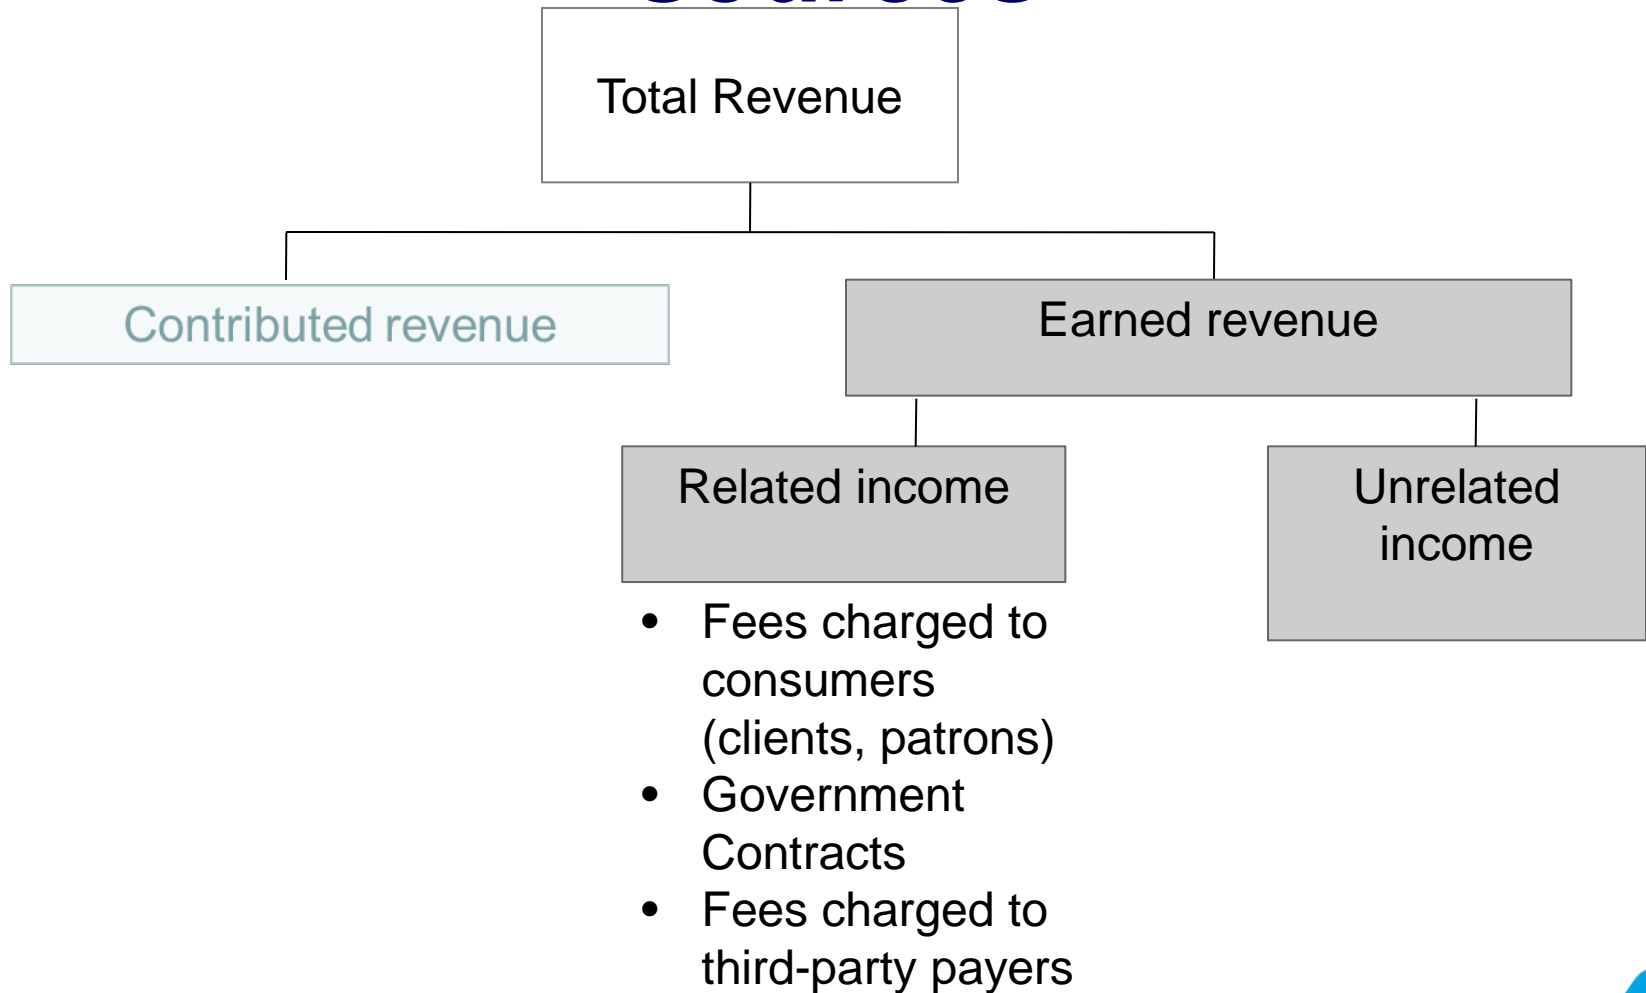 Total Revenue
Contributed revenue
Earned revenue
Related income
Unrelated
income
• Fees charged to
consumers
(clients, patrons)
• Government
Contracts
• Fees charged to
third-party payers